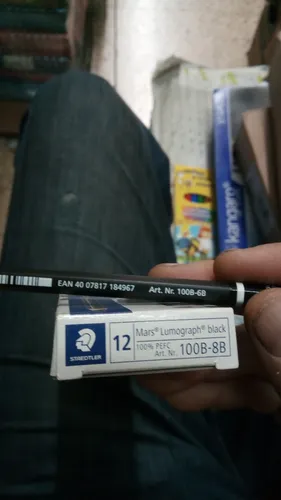 EAN 40 07817 184967 Art. Nr. 100B-6B
STAEDTLER
12
Mars® Lumograph® black
100% PEFC
Art. Nr. 100B-8B
kangaro